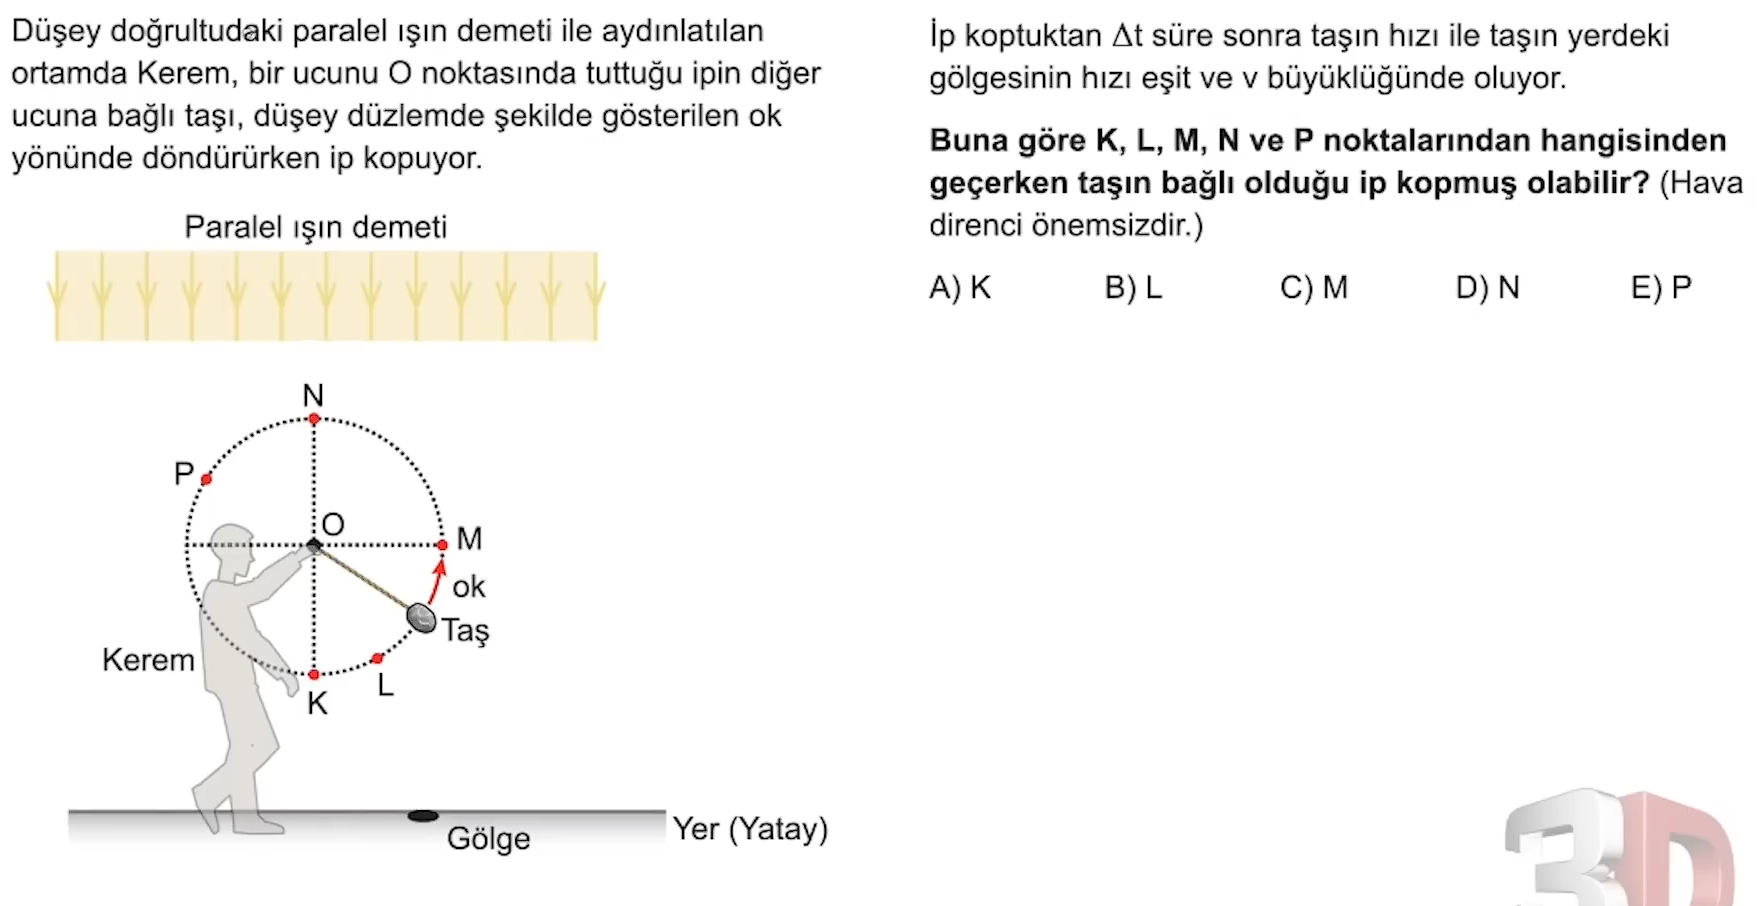 Düşey doğrultudaki paralel ışın demeti ile aydınlatılan
ortamda Kerem, bir ucunu O noktasında tuttuğu ipin diğer
ucuna bağlı taşı, düşey düzlemde şekilde gösterilen ok
yönünde döndürürken ip kopuyor.
Paralel ışın demeti
N
P
O
M
ok
Taş
Kerem
L
K
Gölge
Yer (Yatay)
İp koptuktan Δt süre sonra taşın hızı ile taşın yerdeki
gölgesinin hızı eşit ve v büyüklüğünde oluyor.
Buna göre K, L, M, N ve P noktalarından hangisinden
geçerken taşın bağlı olduğu ip kopmuş olabilir? (Hava
direnci önemsizdir.)
A) K B) L C) M D) N E) P
3D